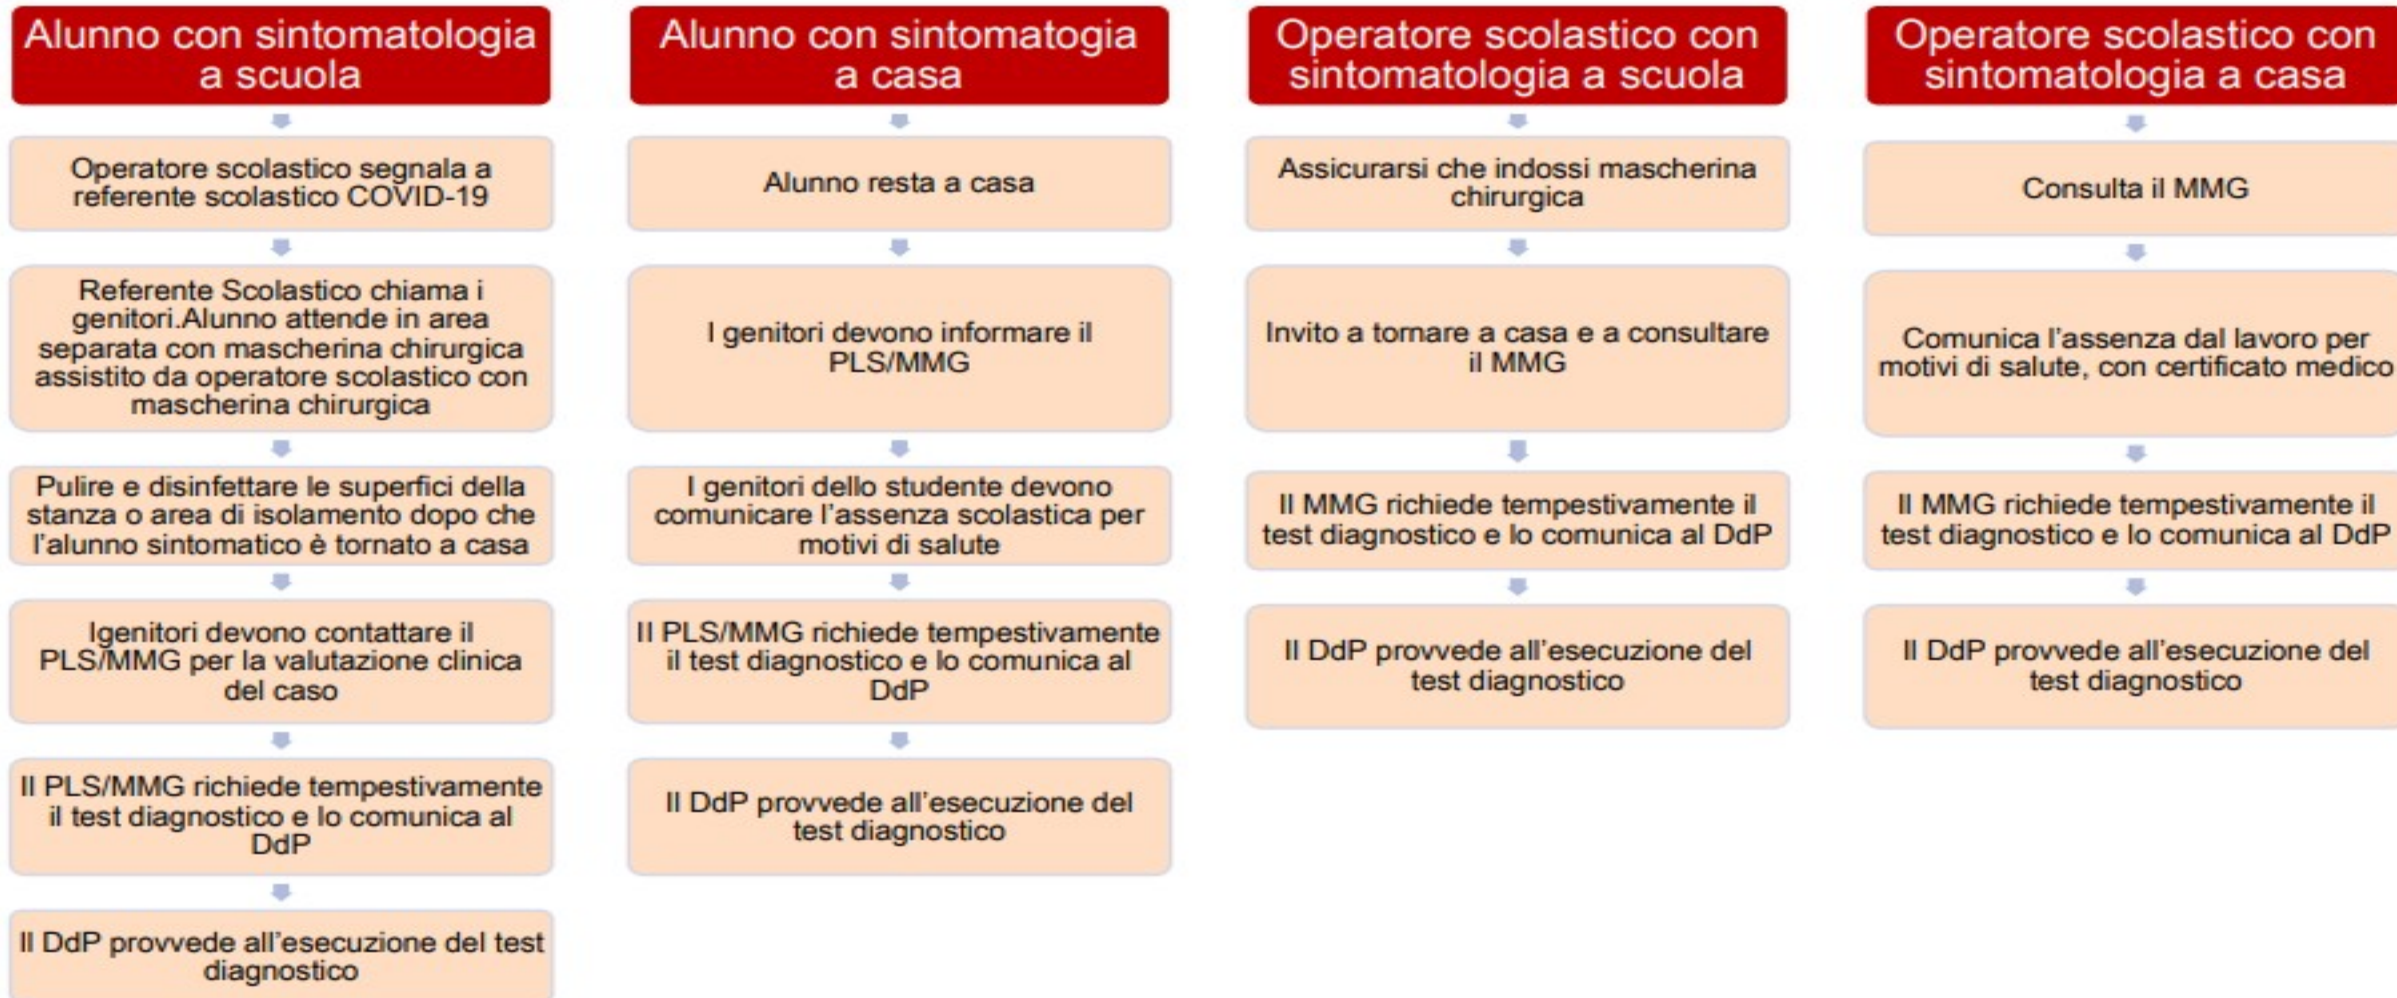 Alunno con sintomatologia
a scuola
Operatore scolastico segnala a
referente scolastico COVID-19
Referente Scolastico chiama i
genitori.Alunno attende in area
separata con mascherina chirurgica
assistito da operatore scolastico con
mascherina chirurgica
Pulire e disinfettare le superfici della
stanza o area di isolamento dopo che
l'alunno sintomatico è tornato a casa
Igenitori devono contattare il
PLS/MMG per la valutazione clinica
del caso
Il PLS/MMG richiede tempestivamente
il test diagnostico e lo comunica al
DdP
Il DdP provvede all'esecuzione del test
diagnostico
Alunno con sintomatogia
a casa
Alunno resta a casa
I genitori devono informare il
PLS/MMG
I genitori dello studente devono
comunicare l'assenza scolastica per
motivi di salute
Il PLS/MMG richiede tempestivamente
il test diagnostico e lo comunica al
DdP
Il DdP provvede all'esecuzione del
test diagnostico
Operatore scolastico con
sintomatologia a scuola
Assicurarsi che indossi mascherina
chirurgica
Invito a tornare a casa e a consultare
il MMG
Il MMG richiede tempestivamente il
test diagnostico e lo comunica al DdP
Il DdP provvede all'esecuzione del
test diagnostico
Operatore scolastico con
sintomatologia a casa
Consulta il MMG
Comunica l'assenza dal lavoro per
motivi di salute, con certificato medico
Il MMG richiede tempestivamente il
test diagnostico e lo comunica al DdP
Il DdP provvede all'esecuzione del
test diagnostico